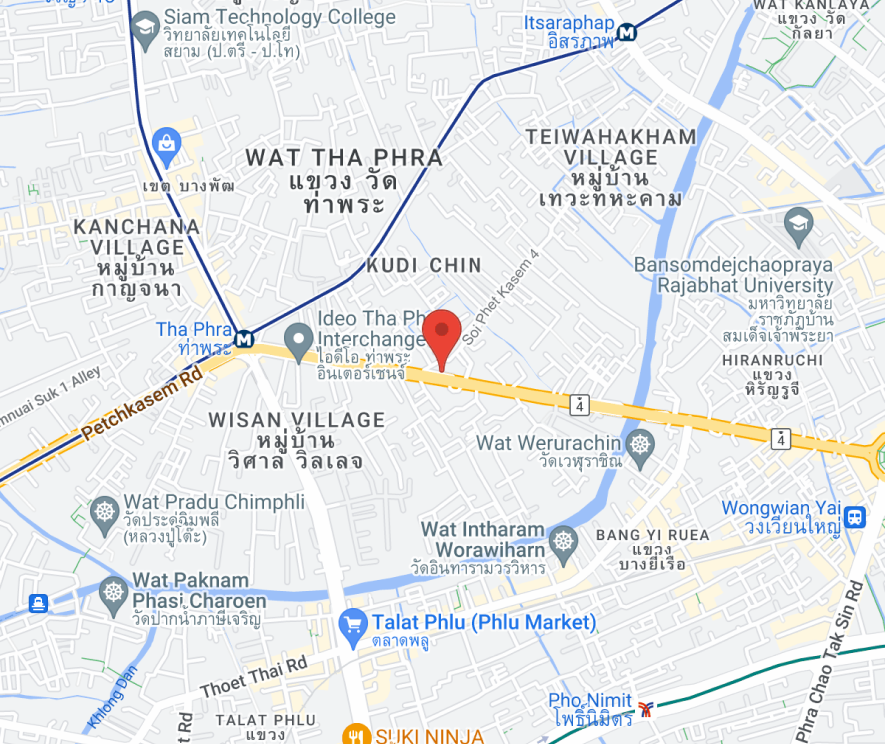 Siam Technology College
วิทยาลัยเทคโนโลยี
สยาม (ป.ตรี - ป.โท)
Itsaraphap
อิสรภาพ
WAT KANLAYA
แขวง วัด
กัลยา
TEIWAHAKHAM
VILLAGE
หมู่บ้าน
เทวะทหะคาม
WAT THA PHRA
แขวง วัด
ท่าพระ
เขต บางพัฒ
KANCHANA
VILLAGE
หมู่บ้าน
กาญจนา
KUDI CHIN
Soi Phet Kasem 4
Bansomdejchaopraya
Rajabhat University
มหาวิทยาลัย
ราชภัฏบ้าน
สมเด็จเจ้าพระยา
Tha Phra
ท่าพระ
Ideo Tha Ph
Interchange
ไอดีโอ ท่าพระ
อินเตอร์เชนจ์
HIRANRUCHI
แขวง
หิรัญรูจี
mnuai Suk 1 Alley
Petchkasem Rd
4
4
WISAN VILLAGE
หมู่บ้าน
วิศาล วิลเลจ
Wat Werurachin
วัดเวฬุราชิณ
Wat Pradu Chimphli
วัดประดู่ฉิมพลี
(หลวงปู่โต๊ะ)
Wongwian Yai
วงเวียนใหญ่
Wat Intharam
Worawiharn
วัดอินทารามวรวิหาร
BANG YI RUEA
แขวง
บางยี่เรือ
Wat Paknam
Phasi Charoen
วัดปากน้ำภาษีเจริญ
Talat Phlu (Phlu Market)
ตลาดพลู
Thoet Thai Rd
Khlong Dan
Phra Chao Tak Sin Rd
Pho Nimit
โพธิ์นิมิตร
TALAT PHLU
แขวง
t Rd
SUKI NINJA